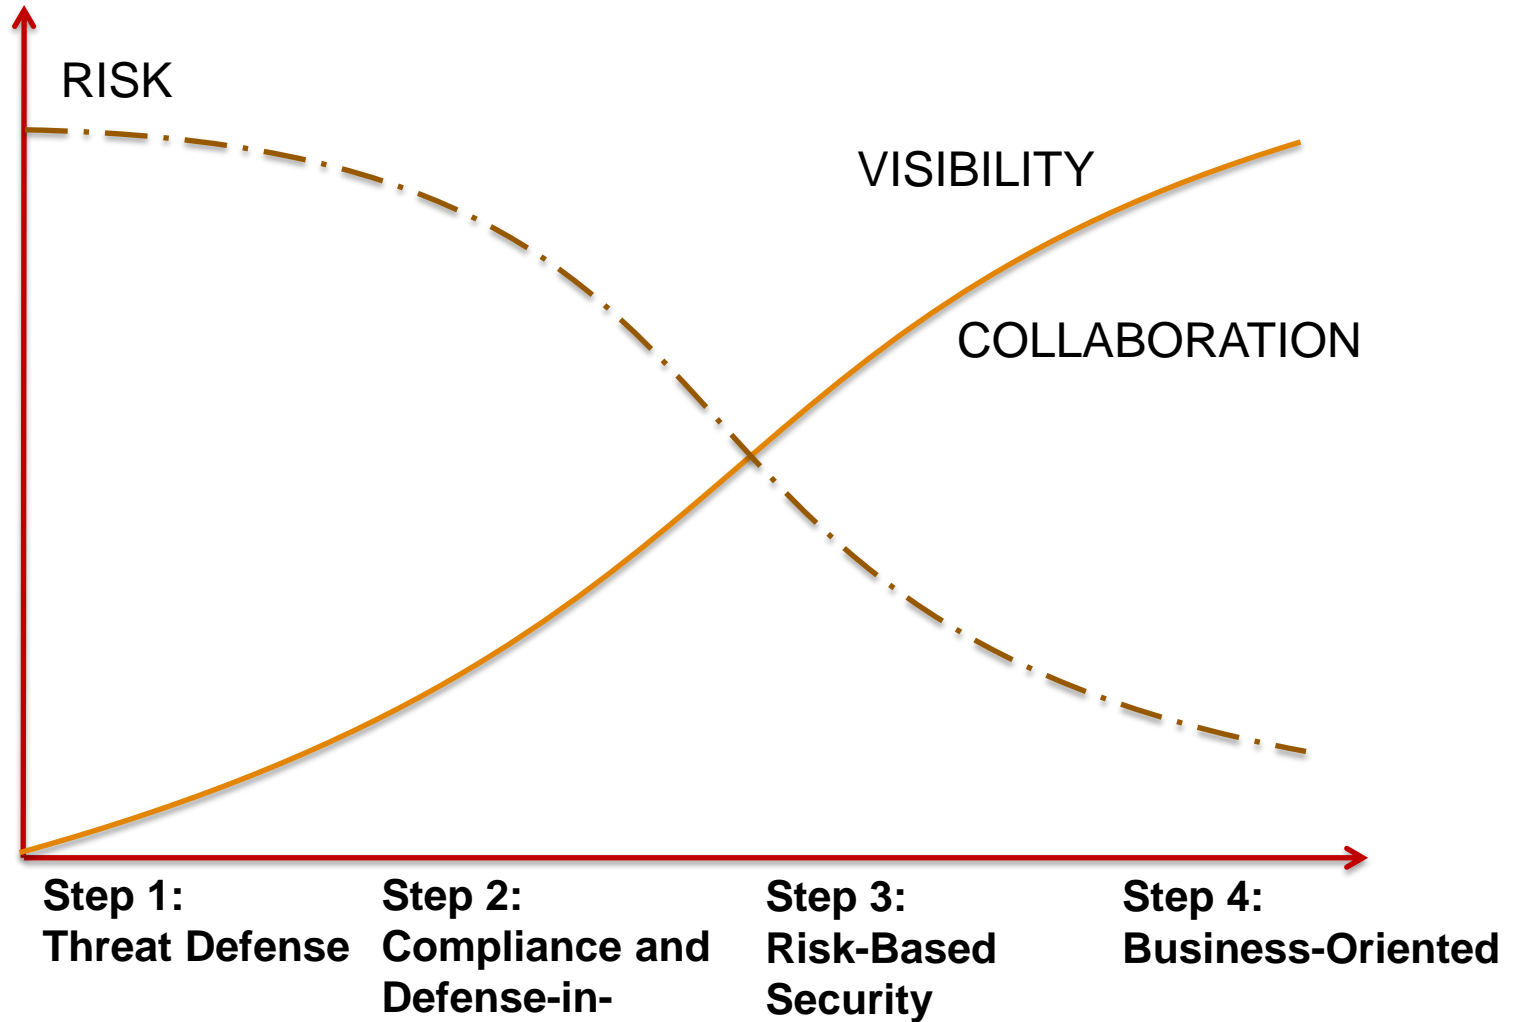 RISK
VISIBILITY
COLLABORATION
Step 1:
Threat Defense
Step 2:
Compliance and
Defense-in-
Step 3:
Risk-Based
Security
Step 4:
Business-Oriented